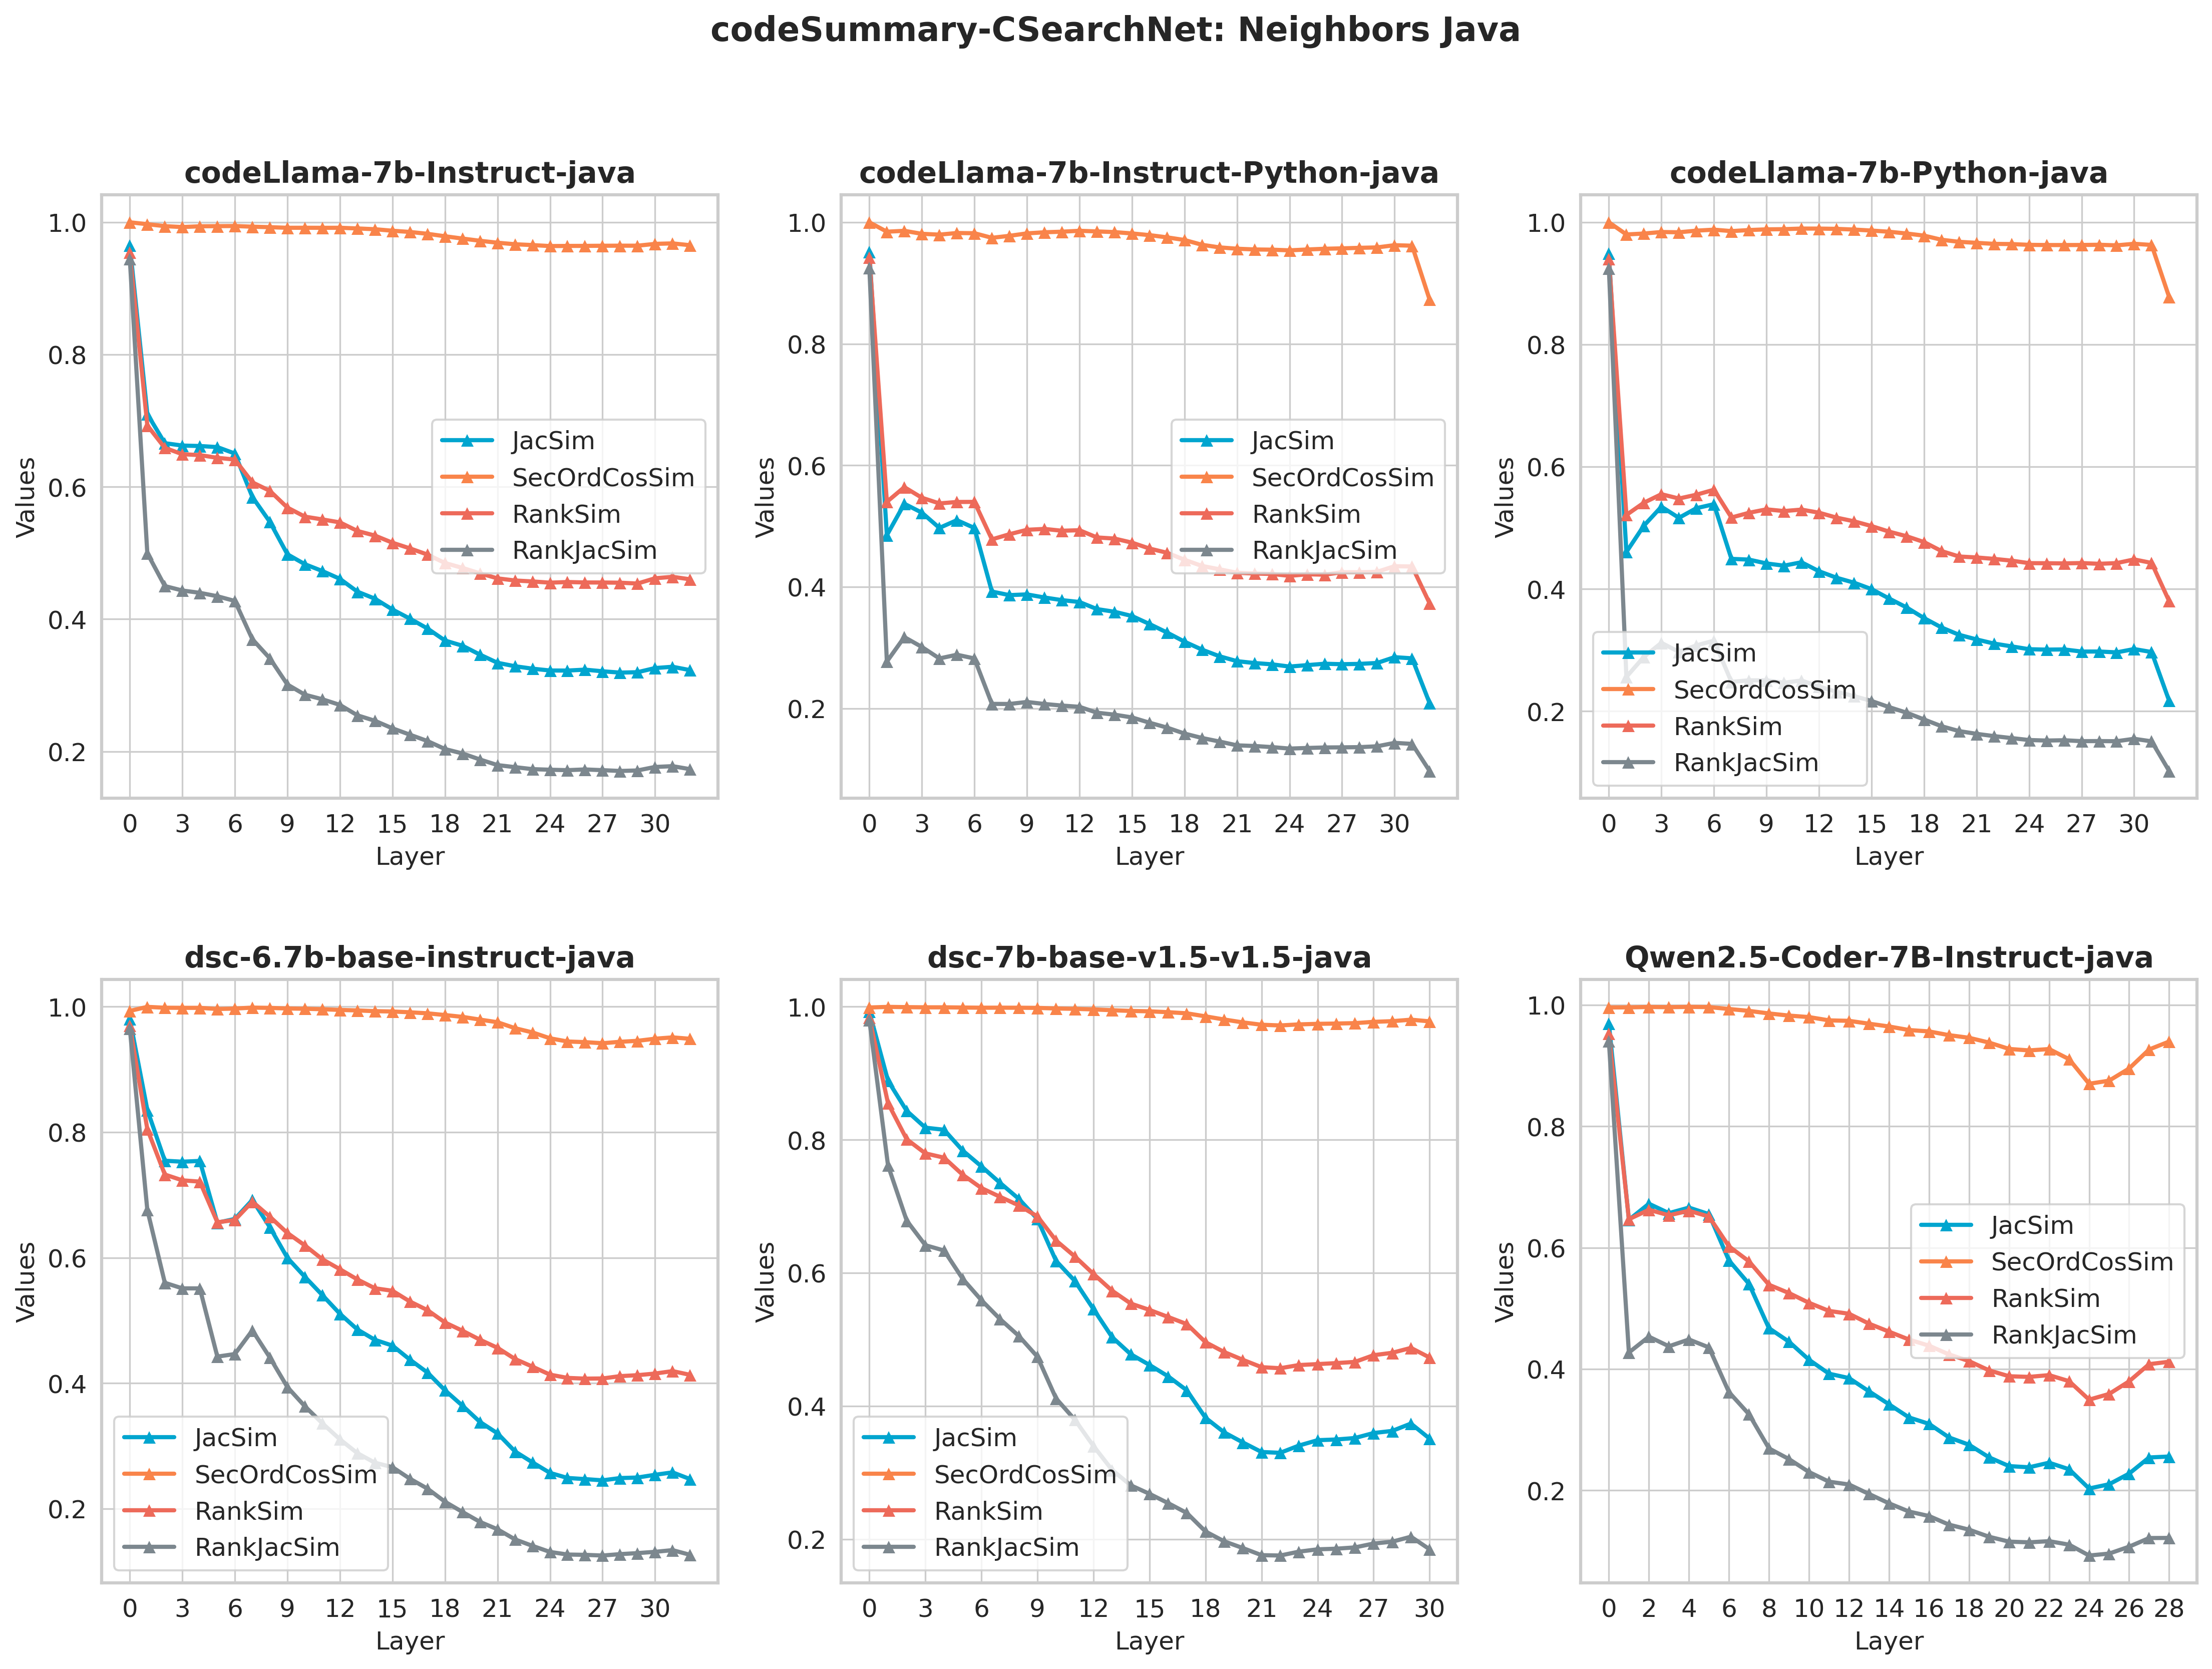 codeSummary-CSearchNet: Neighbors Java
codeLlama-7b-Instruct-java
Values
1.0
0.8
0.6
0.4
0.2
JacSim
SecOrdCosSim
RankSim
RankJacSim
0 3 6 9 12 15 18 21 24 27 30
Layer
codeLlama-7b-Instruct-Python-java
Values
1.0
0.8
0.6
0.4
0.2
JacSim
SecOrdCosSim
RankSim
RankJacSim
0 3 6 9 12 15 18 21 24 27 30
Layer
codeLlama-7b-Python-java
Values
1.0
0.8
0.6
0.4
0.2
JacSim
SecOrdCosSim
RankSim
RankJacSim
0 3 6 9 12 15 18 21 24 27 30
Layer
dsc-6.7b-base-instruct-java
Values
1.0
0.8
0.6
0.4
0.2
JacSim
SecOrdCosSim
RankSim
RankJacSim
0 3 6 9 12 15 18 21 24 27 30
Layer
dsc-7b-base-v1.5-v1.5-java
Values
1.0
0.8
0.6
0.4
0.2
JacSim
SecOrdCosSim
RankSim
RankJacSim
0 3 6 9 12 15 18 21 24 27 30
Layer
Qwen2.5-Coder-7B-Instruct-java
Values
1.0
0.8
0.6
0.4
0.2
JacSim
SecOrdCosSim
RankSim
RankJacSim
0 2 4 6 8 10 12 14 16 18 20 22 24 26 28
Layer